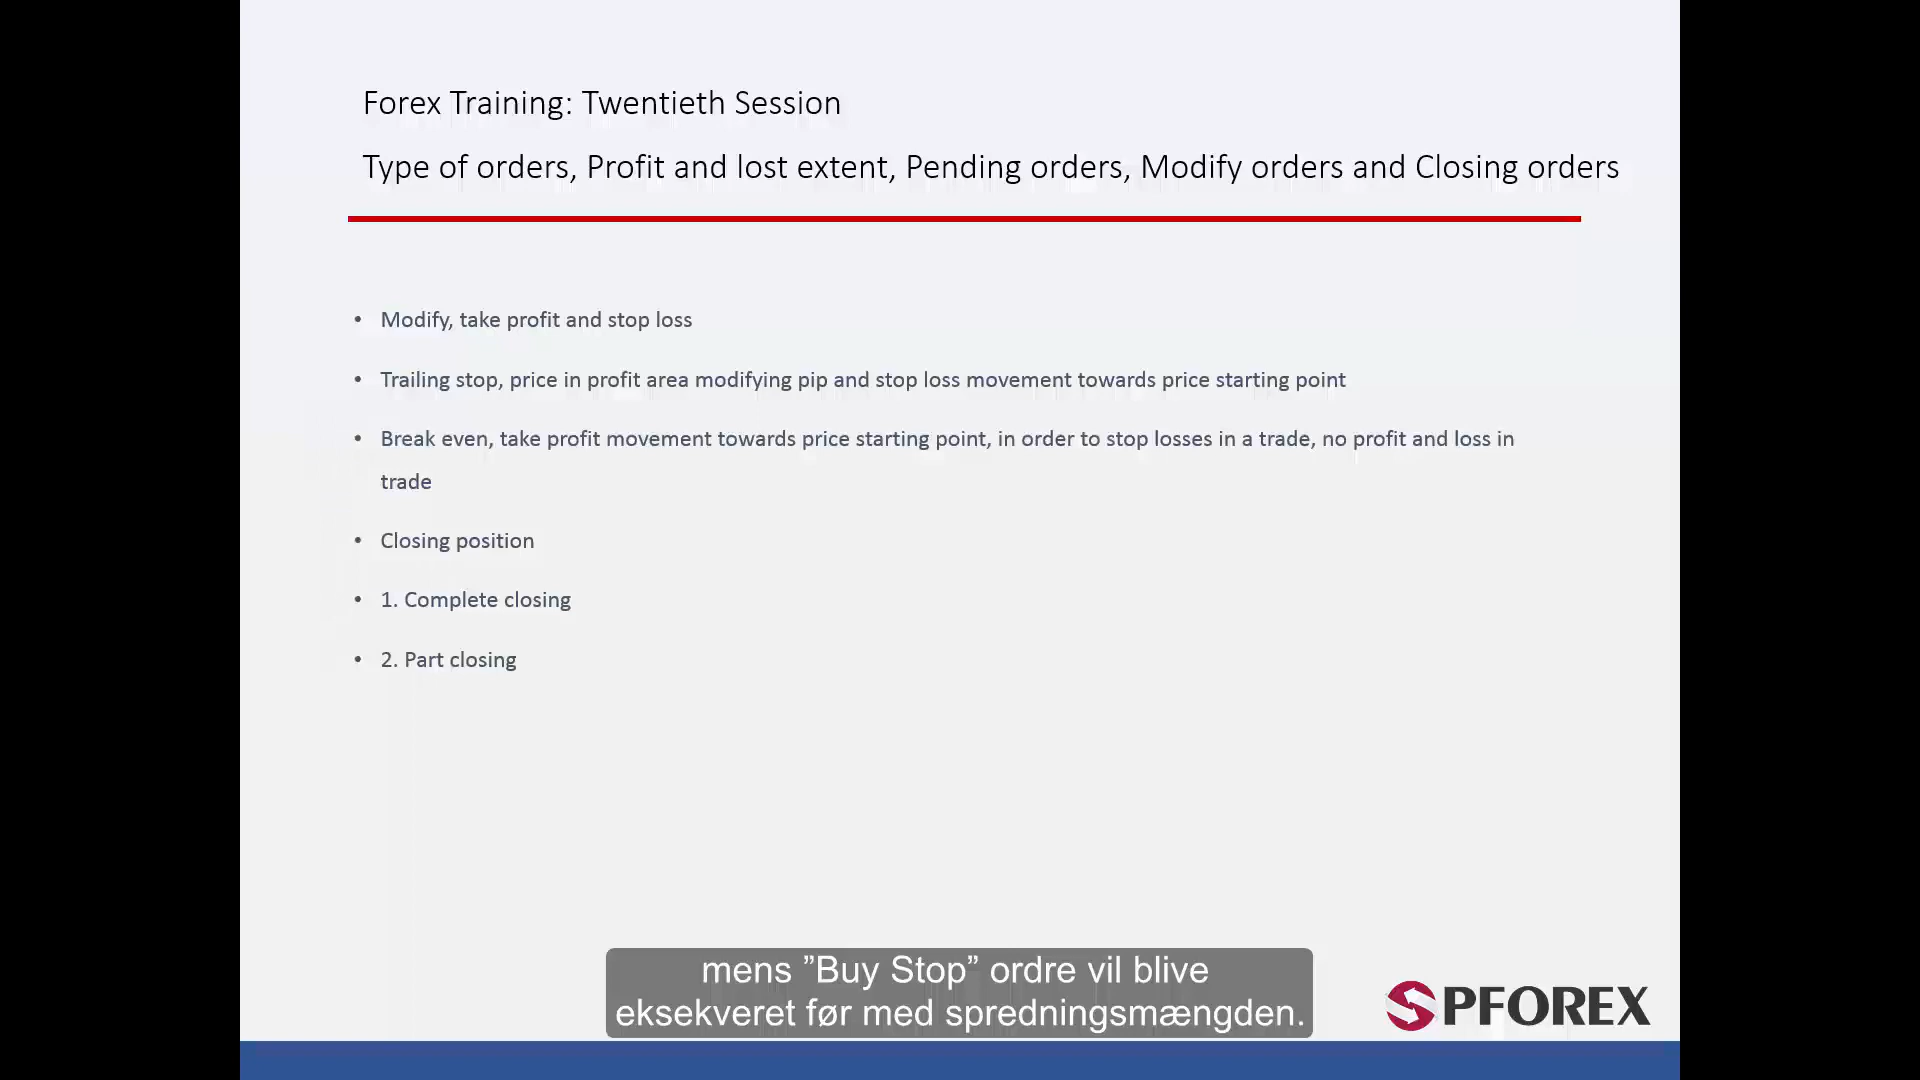 Forex Training: Twentieth Session
Type of orders, Profit and lost extent, Pending orders, Modify orders and Closing orders
• Modify, take profit and stop loss
• Trailing stop, price in profit area modifying pip and stop loss movement towards price starting point
• Break even, take profit movement towards price starting point, in order to stop losses in a trade, no profit and loss in
trade
• Closing position
• 1. Complete closing
• 2. Part closing
mens ”Buy Stop” ordre vil blive
eksekveret før med spredningsmængden.
SPFOREX